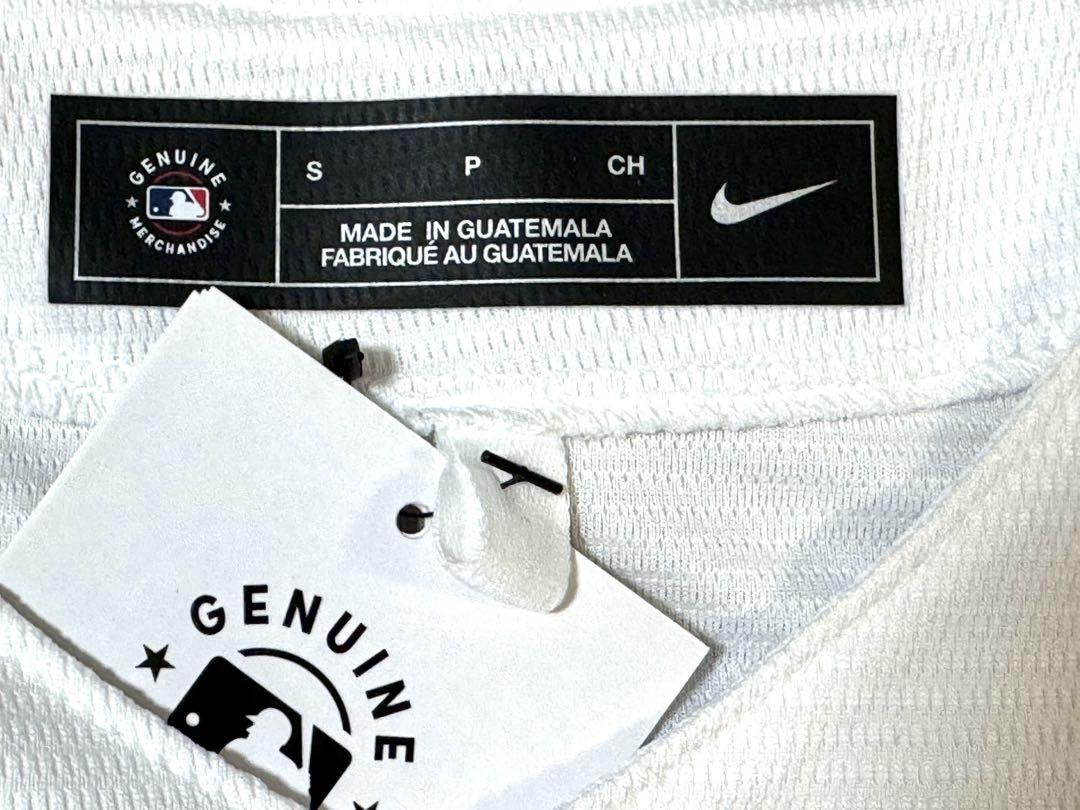 GENUINE
MERCHANDISE
S P CH
MADE IN GUATEMALA
FABRIQUÉ AU GUATEMALA
GENUINE